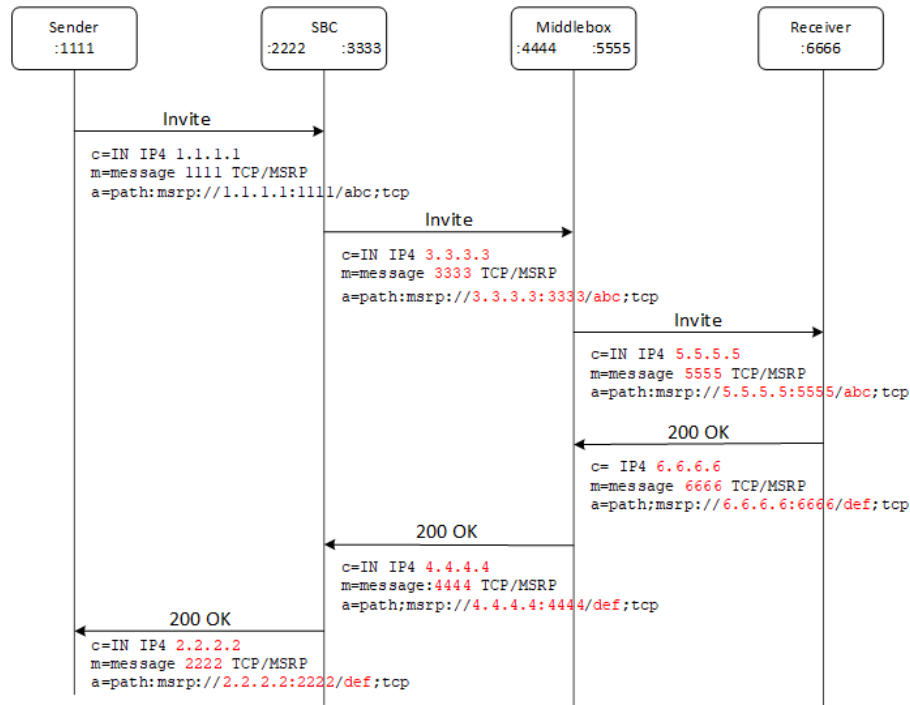 Sender
:1111
SBC
:2222 :3333
Middlebox
:4444 :5555
Receiver
:6666
Invite
c=IN IP4 1.1.1.1
m=message 1111 TCP/MSRP
a=path:msrp://1.1.1.1:1111/abc;tcp
Invite
c=IN IP4 3.3.3.3
m=message 3333 TCP/MSRP
a=path:msrp://3.3.3.3:3333/abc;tcp
Invite
c=IN IP4 5.5.5.5
m=message 5555 TCP/MSRP
a=path:msrp://5.5.5.5:5555/abc;tcp
200 OK
c= IP4 6.6.6.6
m=message 6666 TCP/MSRP
a=path;msrp://6.6.6.6:6666/def;tcp
200 OK
c=IN IP4 4.4.4.4
m=message:4444 TCP/MSRP
a=path;msrp://4.4.4.4:4444/def;tcp
200 OK
c=IN IP4 2.2.2.2
m=message 2222 TCP/MSRP
a=path:msrp://2.2.2.2:2222/def;tcp